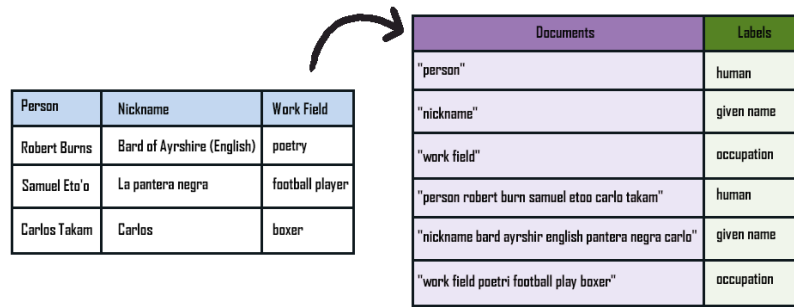 Person Nickname Work Field
Robert Burns Bard of Ayrshire (English) poetry
Samuel Eto'o La pantera negra football player
Carlos Takam Carlos boxer
Documents Labels
"person" human
"nickname" given name
"work field" occupation
"person robert burn samuel etoo carlo takam" human
"nickname bard ayrshir english pantera negra carlo" given name
"work field poetri football play boxer" occupation